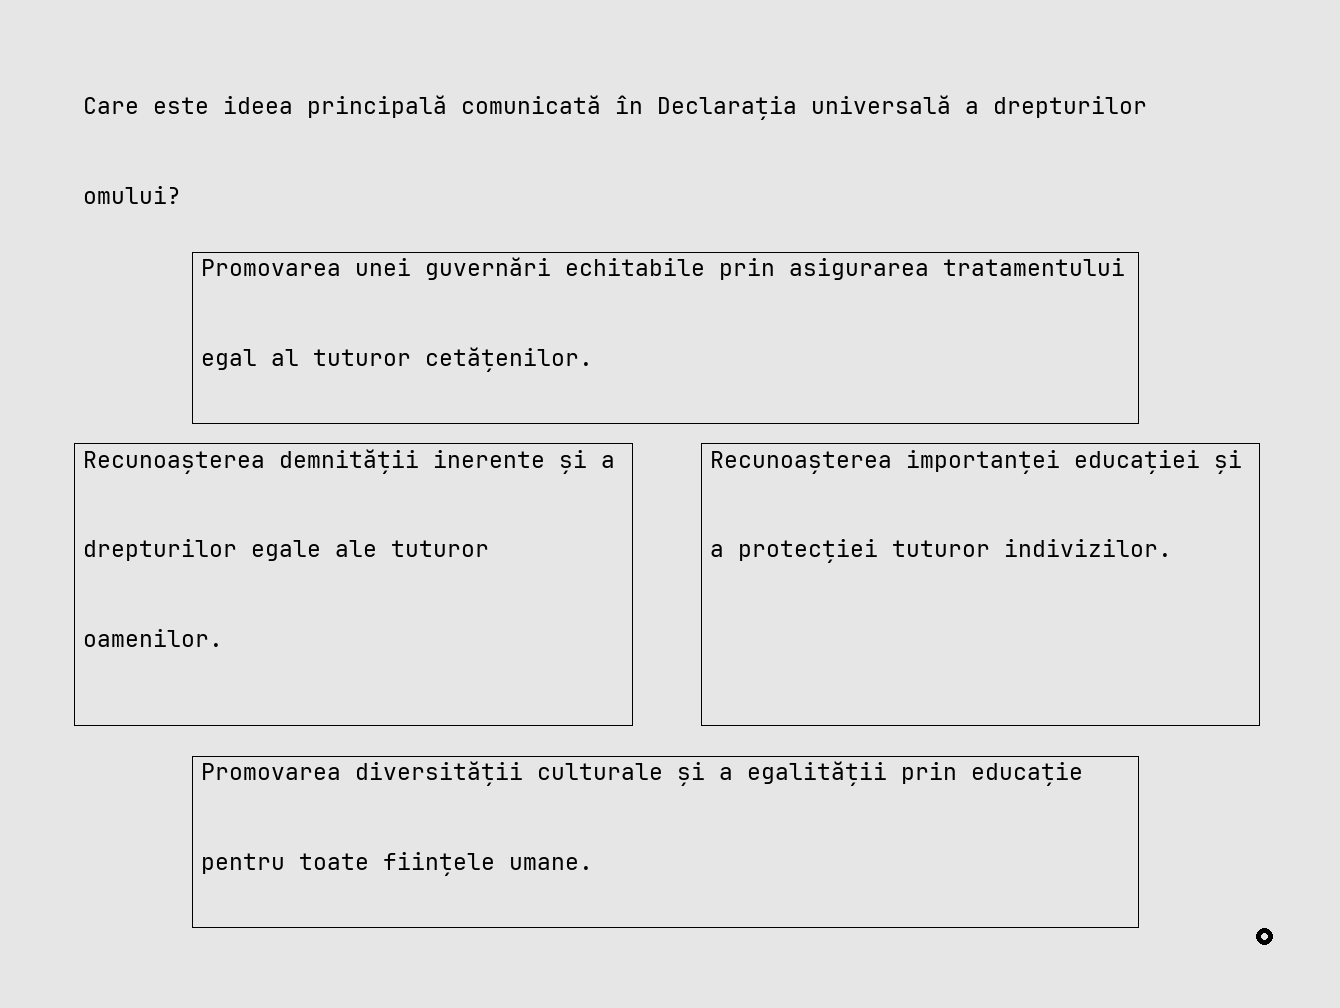 Care este ideea principală comunicată în Declarația universală a drepturilor
omului?
Promovarea unei guvernări echitabile prin asigurarea tratamentului
egal al tuturor cetățenilor.
Recunoașterea demnității inerente și a
drepturilor egale ale tuturor
oamenilor.
Recunoașterea importanței educației și
a protecției tuturor indivizilor.
Promovarea diversității culturale și a egalității prin educație
pentru toate ființele umane.